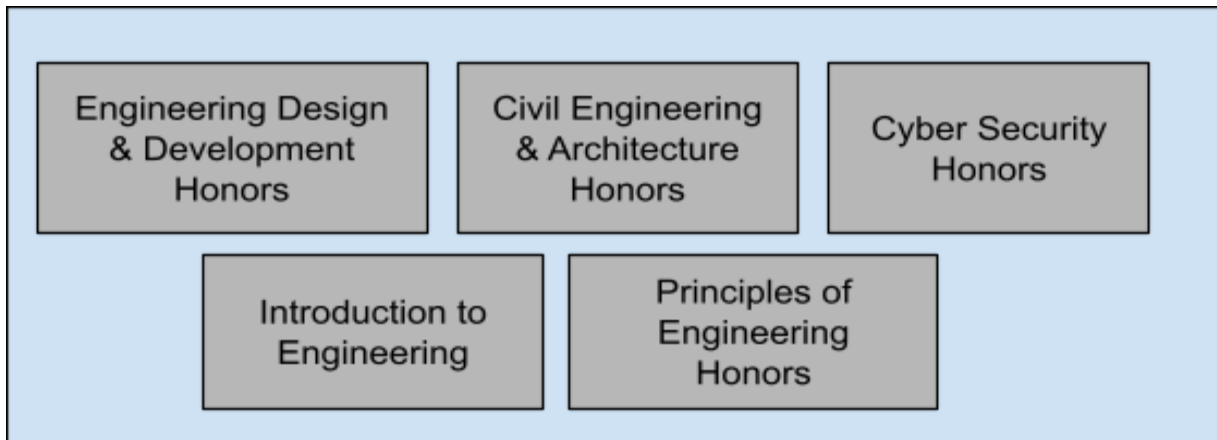 Engineering Design
& Development
Honors
Civil Engineering
& Architecture
Honors
Cyber Security
Honors
Introduction to
Engineering
Principles of
Engineering
Honors